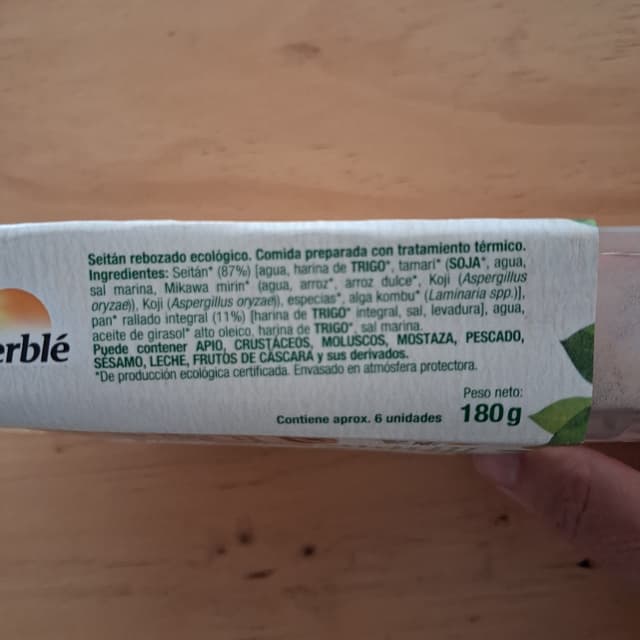 Seitán rebozado ecológico. Comida preparada con tratamiento térmico.
Ingredientes: Seitán* (87%) [agua, harina de TRIGO*, tamari* (SOJA*, agua,
sal marina, Mikawa mirin* (agua, arroz*, arroz dulce*, Koji (Aspergillus
oryzae), Koji (Aspergillus oryzae)), especias*, alga kombu* (Laminaria spp.)],
pan* rallado integral (11%) [harina de TRIGO* integral, sal, levadura], agua,
aceite de girasol* alto oleico, harina de TRIGO*, sal marina.
Puede contener APIO, CRUSTÁCEOS, MOLUSCOS, MOSTAZA, PESCADO,
SÉSAMO, LECHE, FRUTOS DE CÁSCARA y sus derivados.
*De producción ecológica certificada. Envasado en atmósfera protectora.
erblé
Peso neto:
Contiene aprox. 6 unidades 180 g